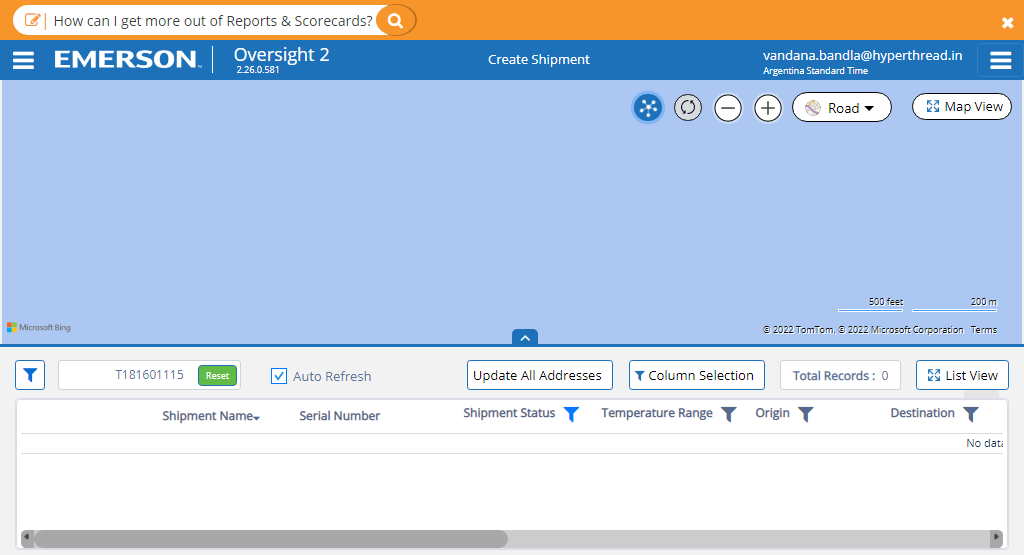 How can I get more out of Reports & Scorecards?
EMERSON™
Oversight 2
2.26.0.581
Create Shipment
vandana.bandla@hyperthread.in
Argentina Standard Time
Road
Map View
500 feet
200 m
Microsoft Bing
© 2022 TomTom, © 2022 Microsoft Corporation Terms
T181601115
Reset
Auto Refresh
Update All Addresses
Column Selection
Total Records : 0
List View
Shipment Name
Serial Number
Shipment Status
Temperature Range
Origin
Destination
No data